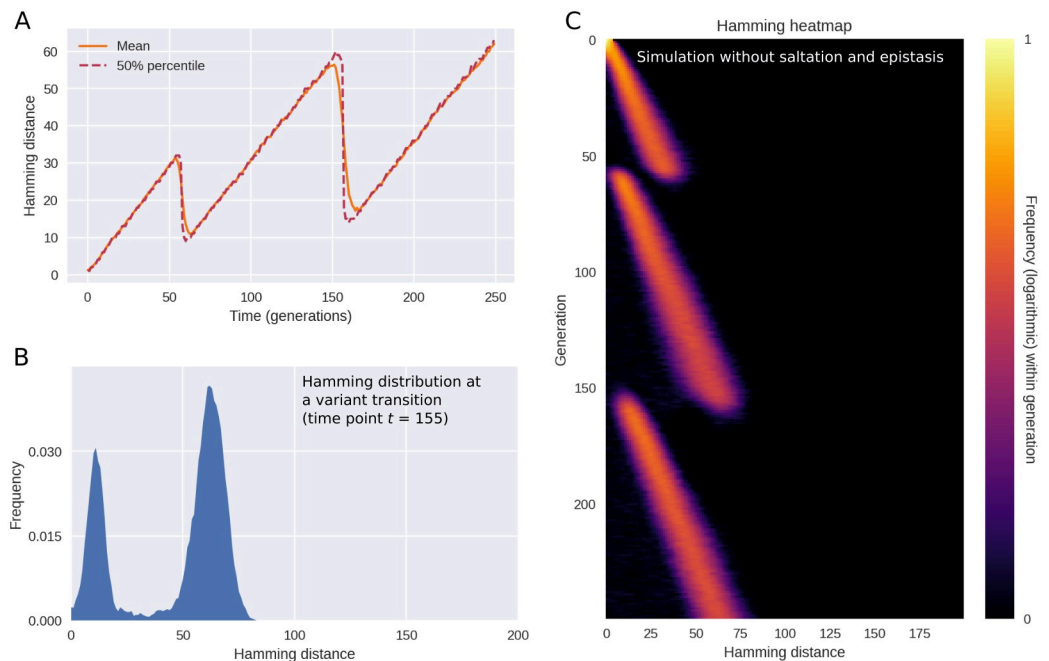 A
Mean
50% percentile
60
50
40
30
20
10
0
Hamming distance
0
50
100
150
200
250
Time (generations)
B
Hamming distribution at
a variant transition
(time point t = 155)
0.030
0.015
0.000
Frequency
0
50
100
150
200
Hamming distance
C
Hamming heatmap
Simulation without saltation and epistasis
0
50
100
150
200
Generation
0
25
50
75
100
125
150
175
Hamming distance
1
0
Frequency (logarithmic) within generation